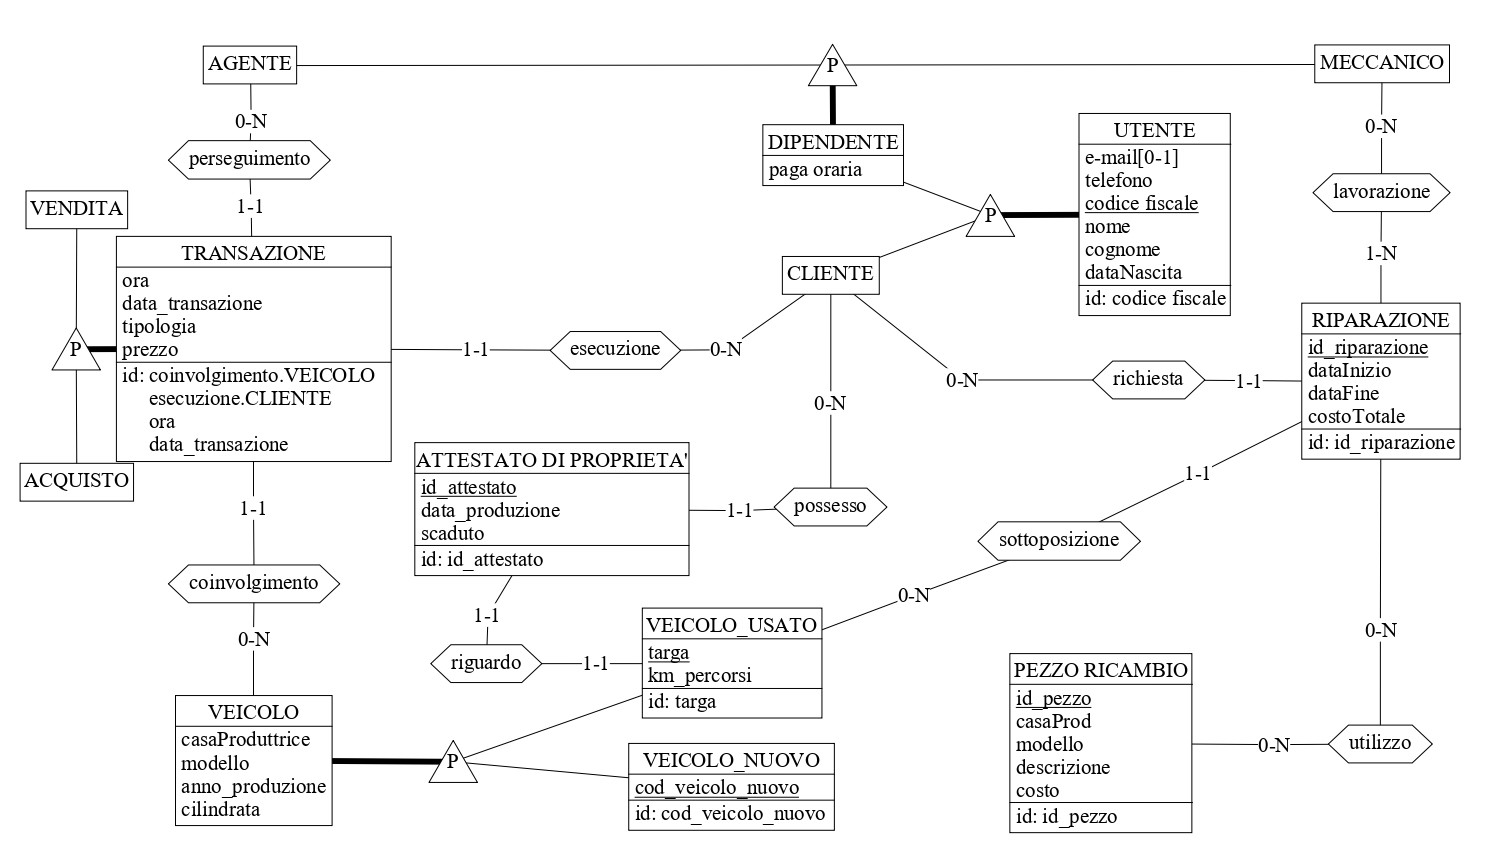 AGENTE
P
MECCANICO
0-N
perseguimento
1-1
DIPENDENTE
paga oraria
UTENTE
e-mail[0-1]
telefono
codice fiscale
nome
cognome
dataNascita
id: codice fiscale
P
0-N
lavorazione
1-N
VENDITA
P
ACQUISTO
TRANSAZIONE
ora
data_transazione
tipologia
prezzo
id: coinvolgimento.VEICOLO
esecuzione.CLIENTE
ora
data_transazione
CLIENTE
1-1
esecuzione
0-N
0-N
richiesta
1-1
RIPARAZIONE
id_riparazione
dataInizio
dataFine
costoTotale
id: id_riparazione
0-N
possesso
1-1
ATTESTATO DI PROPRIETA'
id_attestato
data_produzione
scaduto
id: id_attestato
1-1
coinvolgimento
0-N
1-1
sottoposizione
0-N
1-1
riguardo
1-1
VEICOLO_USATO
targa
km_percorsi
id: targa
VEICOLO
casaProduttrice
modello
anno_produzione
cilindrata
P
VEICOLO_NUOVO
cod_veicolo_nuovo
id: cod_veicolo_nuovo
PEZZO RICAMBIO
id_pezzo
casaProd
modello
descrizione
costo
id: id_pezzo
0-N
utilizzo
0-N